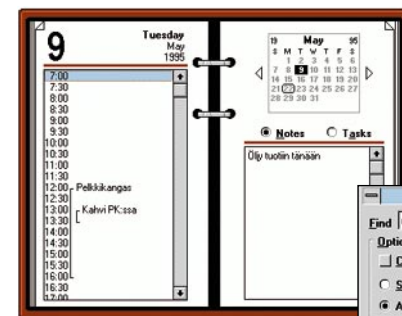 9
Tuesday
May
1995
7:00
7:30
8:00
8:30
9:00
9:30
10:00
10:30
11:00
11:30
12:00 Pelkkikangas
12:30
13:00 Kahvi PK:ssa
13:30
14:00
14:30
15:00
15:30
16:00
16:30
17:00
19 May 95
S M T W T F S
1 2 3 4 5 6
7 8 9 10 11 12 13
14 15 16 17 18 19 20
21 22 23 24 25 26 27
28 29 30 31
Notes Tasks
Öljy tuotiin tänään
Find